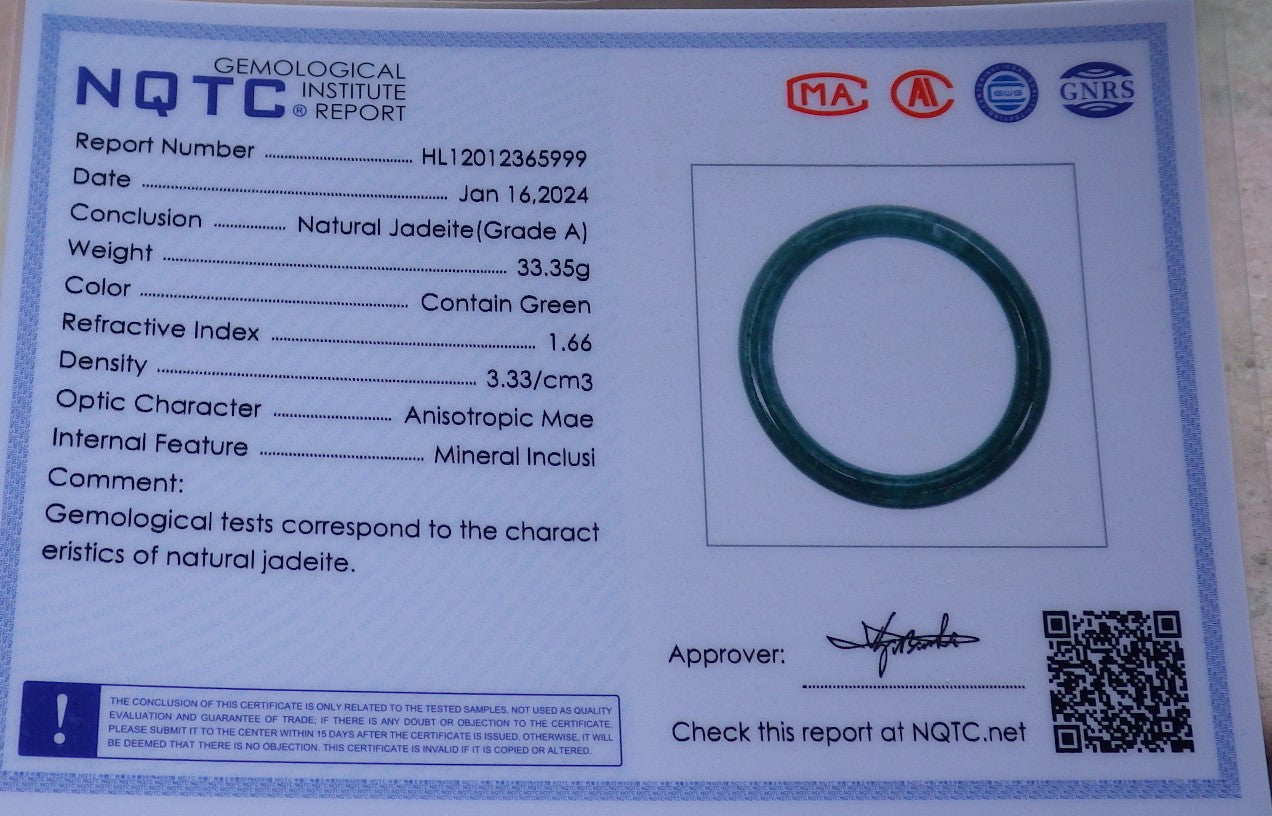 NQTC® GEMOLOGICAL
INSTITUTE
REPORT
MA
GWG
GNRS
Report Number ........................ HL12012365999
Date ........................ Jan 16,2024
Conclusion ........................ Natural Jadeite(Grade A)
Weight ........................ 33.35g
Color ........................ Contain Green
Refractive Index ........................ 1.66
Density ........................ 3.33/cm3
Optic Character ........................ Anisotropic Mae
Internal Feature ........................ Mineral Inclusi
Comment:
Gemological tests correspond to the charact
eristics of natural jadeite.
Approver:
Check this report at NQTC.net
! THE CONCLUSION OF THIS CERTIFICATE IS ONLY RELATED TO THE TESTED SAMPLES, NOT USED AS QUALITY
EVALUATION AND GUARANTEE OF TRADE; IF THERE IS ANY DOUBT OR OBJECTION TO THE CERTIFICATE,
PLEASE SUBMIT IT TO THE CENTER WITHIN 15 DAYS AFTER THE CERTIFICATE IS ISSUED. OTHERWISE, IT WILL
BE DEEMED THAT THERE IS NO OBJECTION. THIS CERTIFICATE IS INVALID IF IT IS COPIED OR ALTERED.